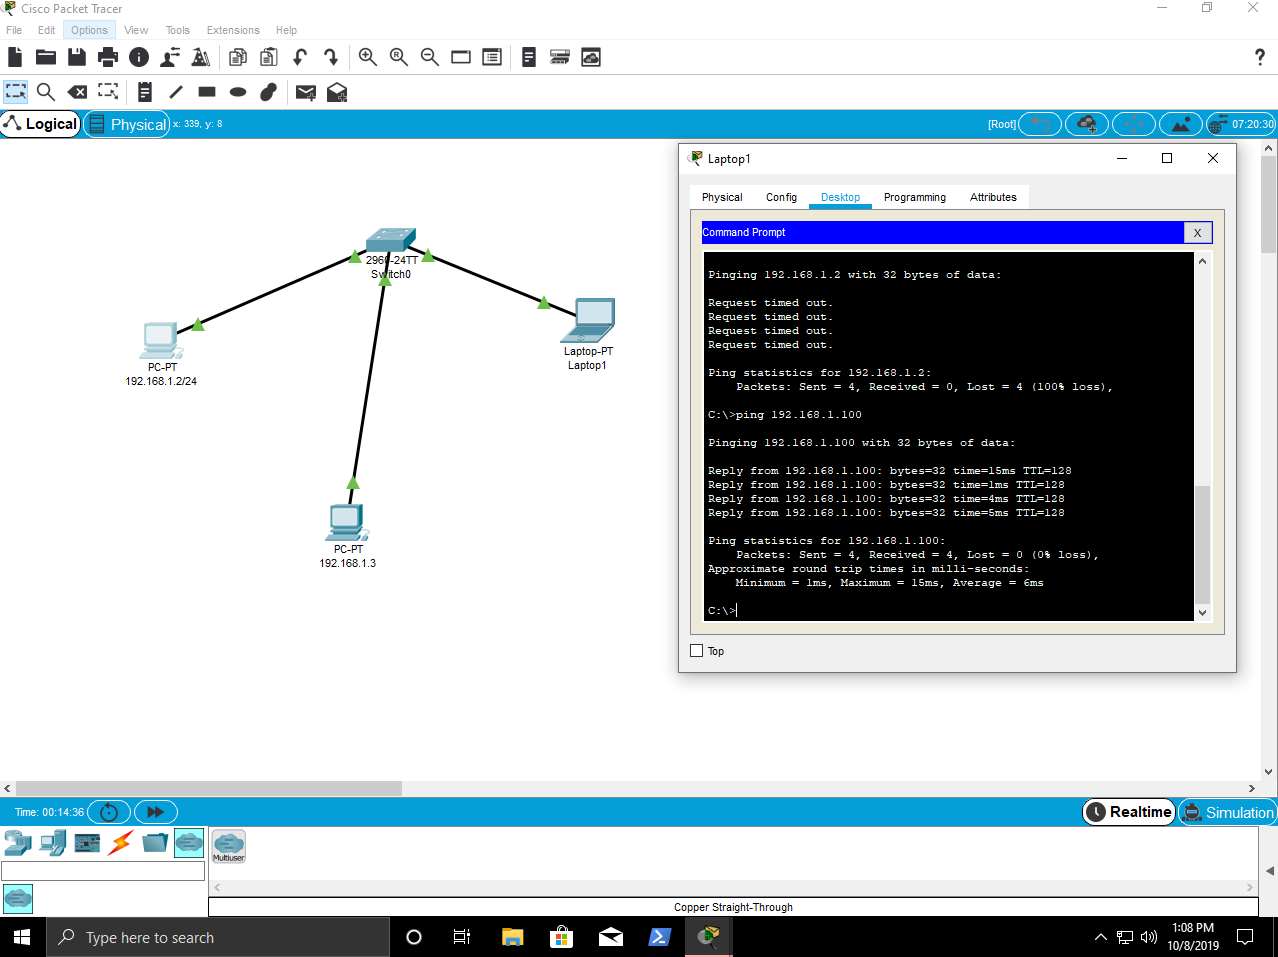 Cisco Packet Tracer
File Edit Options View Tools Extensions Help
?
Logical Physical x: 339, y: 8 [Root] 07:20:30
2960-24TT
Switch0
PC-PT
192.168.1.2/24
Laptop-PT
Laptop1
PC-PT
192.168.1.3
Laptop1
Physical Config Desktop Programming Attributes
Command Prompt X
Pinging 192.168.1.2 with 32 bytes of data:
Request timed out.
Request timed out.
Request timed out.
Request timed out.
Ping statistics for 192.168.1.2:
Packets: Sent = 4, Received = 0, Lost = 4 (100% loss),
C:\>ping 192.168.1.100
Pinging 192.168.1.100 with 32 bytes of data:
Reply from 192.168.1.100: bytes=32 time=15ms TTL=128
Reply from 192.168.1.100: bytes=32 time=1ms TTL=128
Reply from 192.168.1.100: bytes=32 time=4ms TTL=128
Reply from 192.168.1.100: bytes=32 time=5ms TTL=128
Ping statistics for 192.168.1.100:
Packets: Sent = 4, Received = 4, Lost = 0 (0% loss),
Approximate round trip times in milli-seconds:
Minimum = 1ms, Maximum = 15ms, Average = 6ms
C:\>
Top
Time: 00:14:36 Realtime Simulation
Multiuser
Copper Straight-Through
Type here to search
1:08 PM
10/8/2019